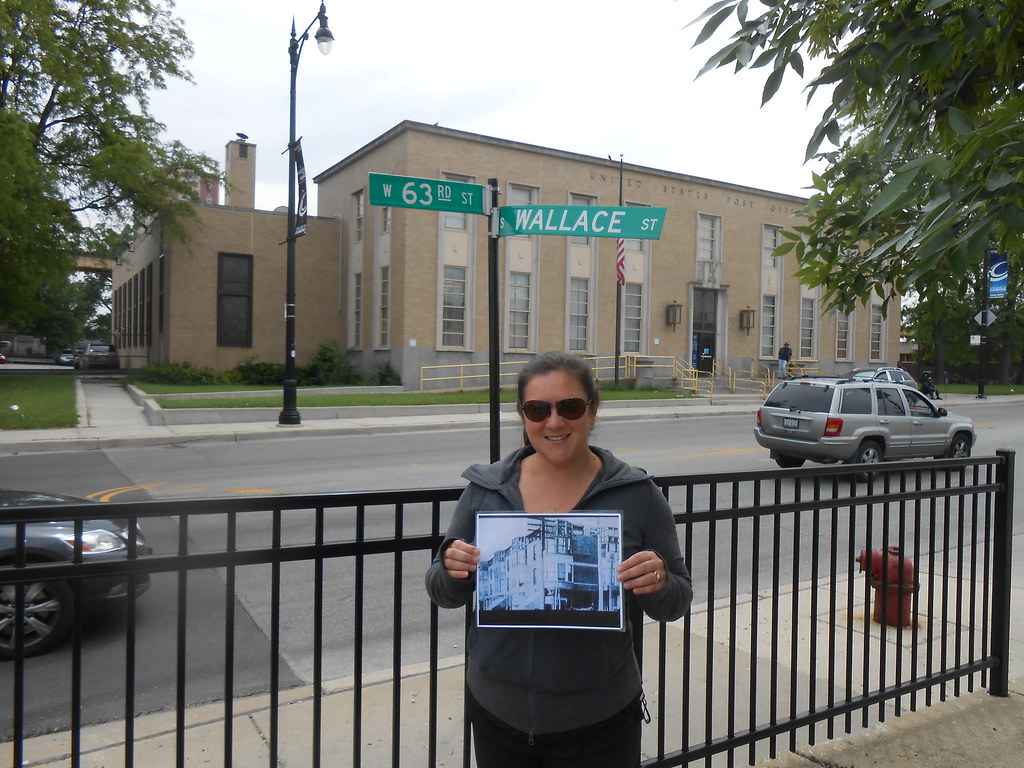 UNITED STATES POST OFFICE
W 63RD ST
S WALLACE ST